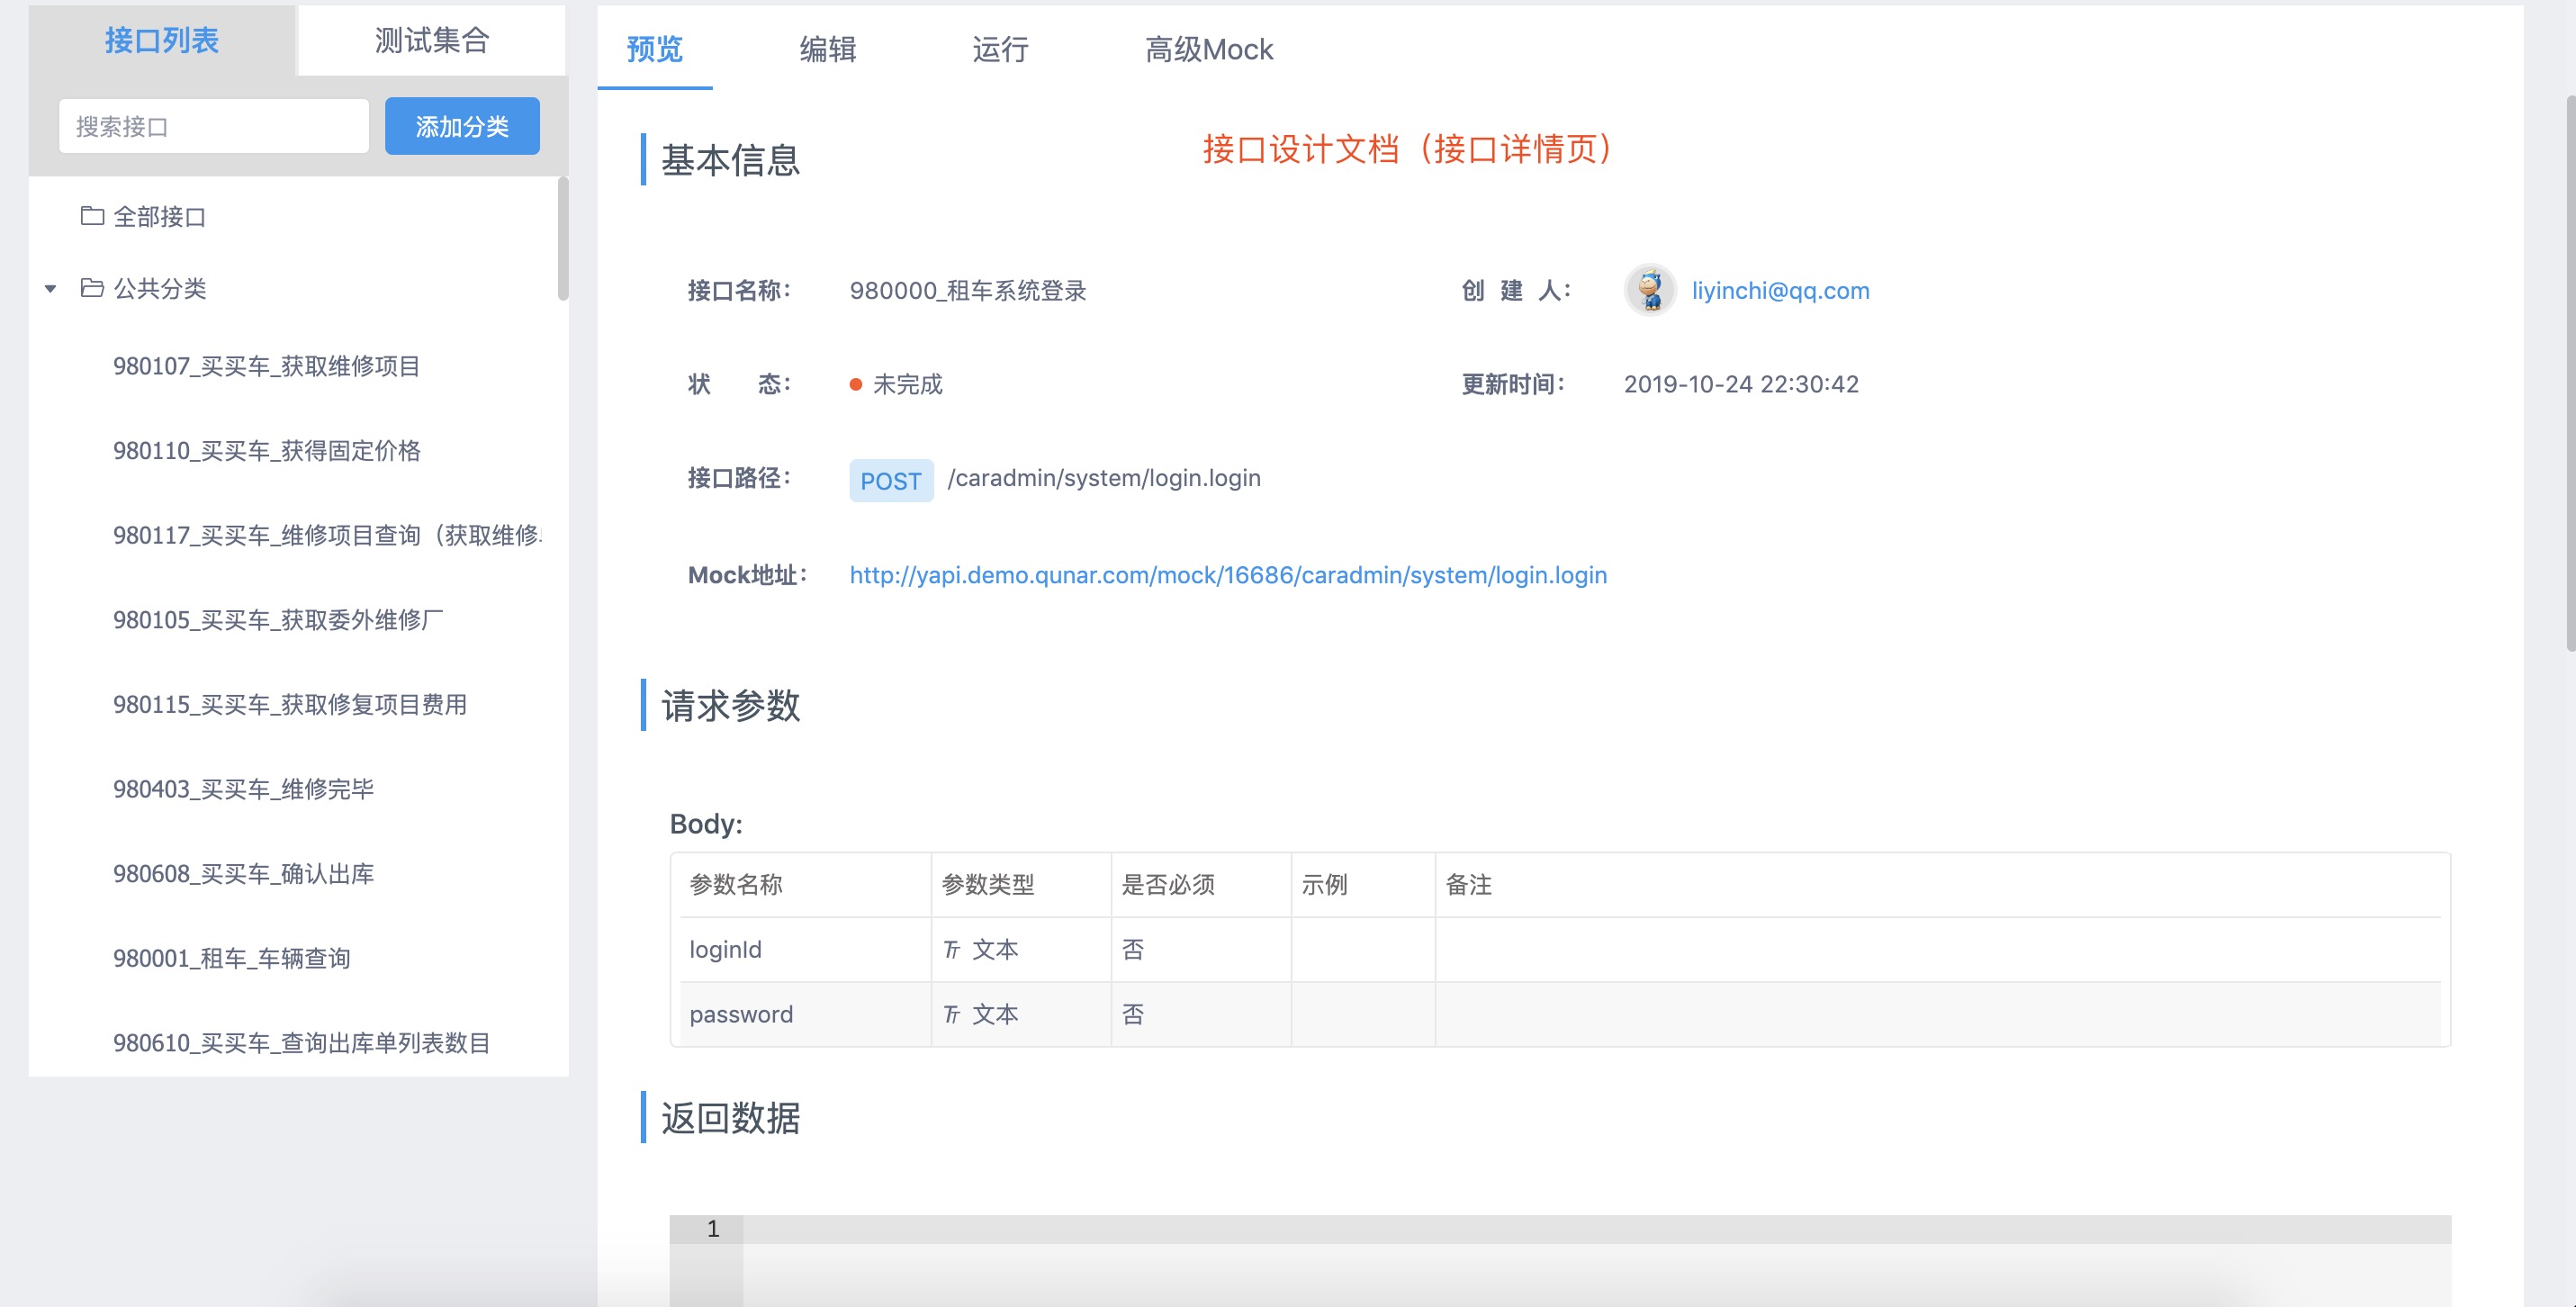 接口列表
测试集合
搜索接口
添加分类
全部接口
公共分类
980107_买买车_获取维修项目
980110_买买车_获得固定价格
980117_买买车_维修项目查询（获取维修
980105_买买车_获取委外维修厂
980115_买买车_获取修复项目费用
980403_买买车_维修完毕
980608_买买车_确认出库
980001_租车_车辆查询
980610_买买车_查询出库单列表数目
预览
编辑
运行
高级Mock
接口设计文档（接口详情页）
基本信息
接口名称： 980000_租车系统登录
创 建 人： liyinchi@qq.com
状 态： 未完成
更新时间： 2019-10-24 22:30:42
接口路径： POST /caradmin/system/login.login
Mock地址： http://yapi.demo.qunar.com/mock/16686/caradmin/system/login.login
请求参数
Body:
参数名称 参数类型 是否必须 示例 备注
loginId 文本 否
password 文本 否
返回数据
1